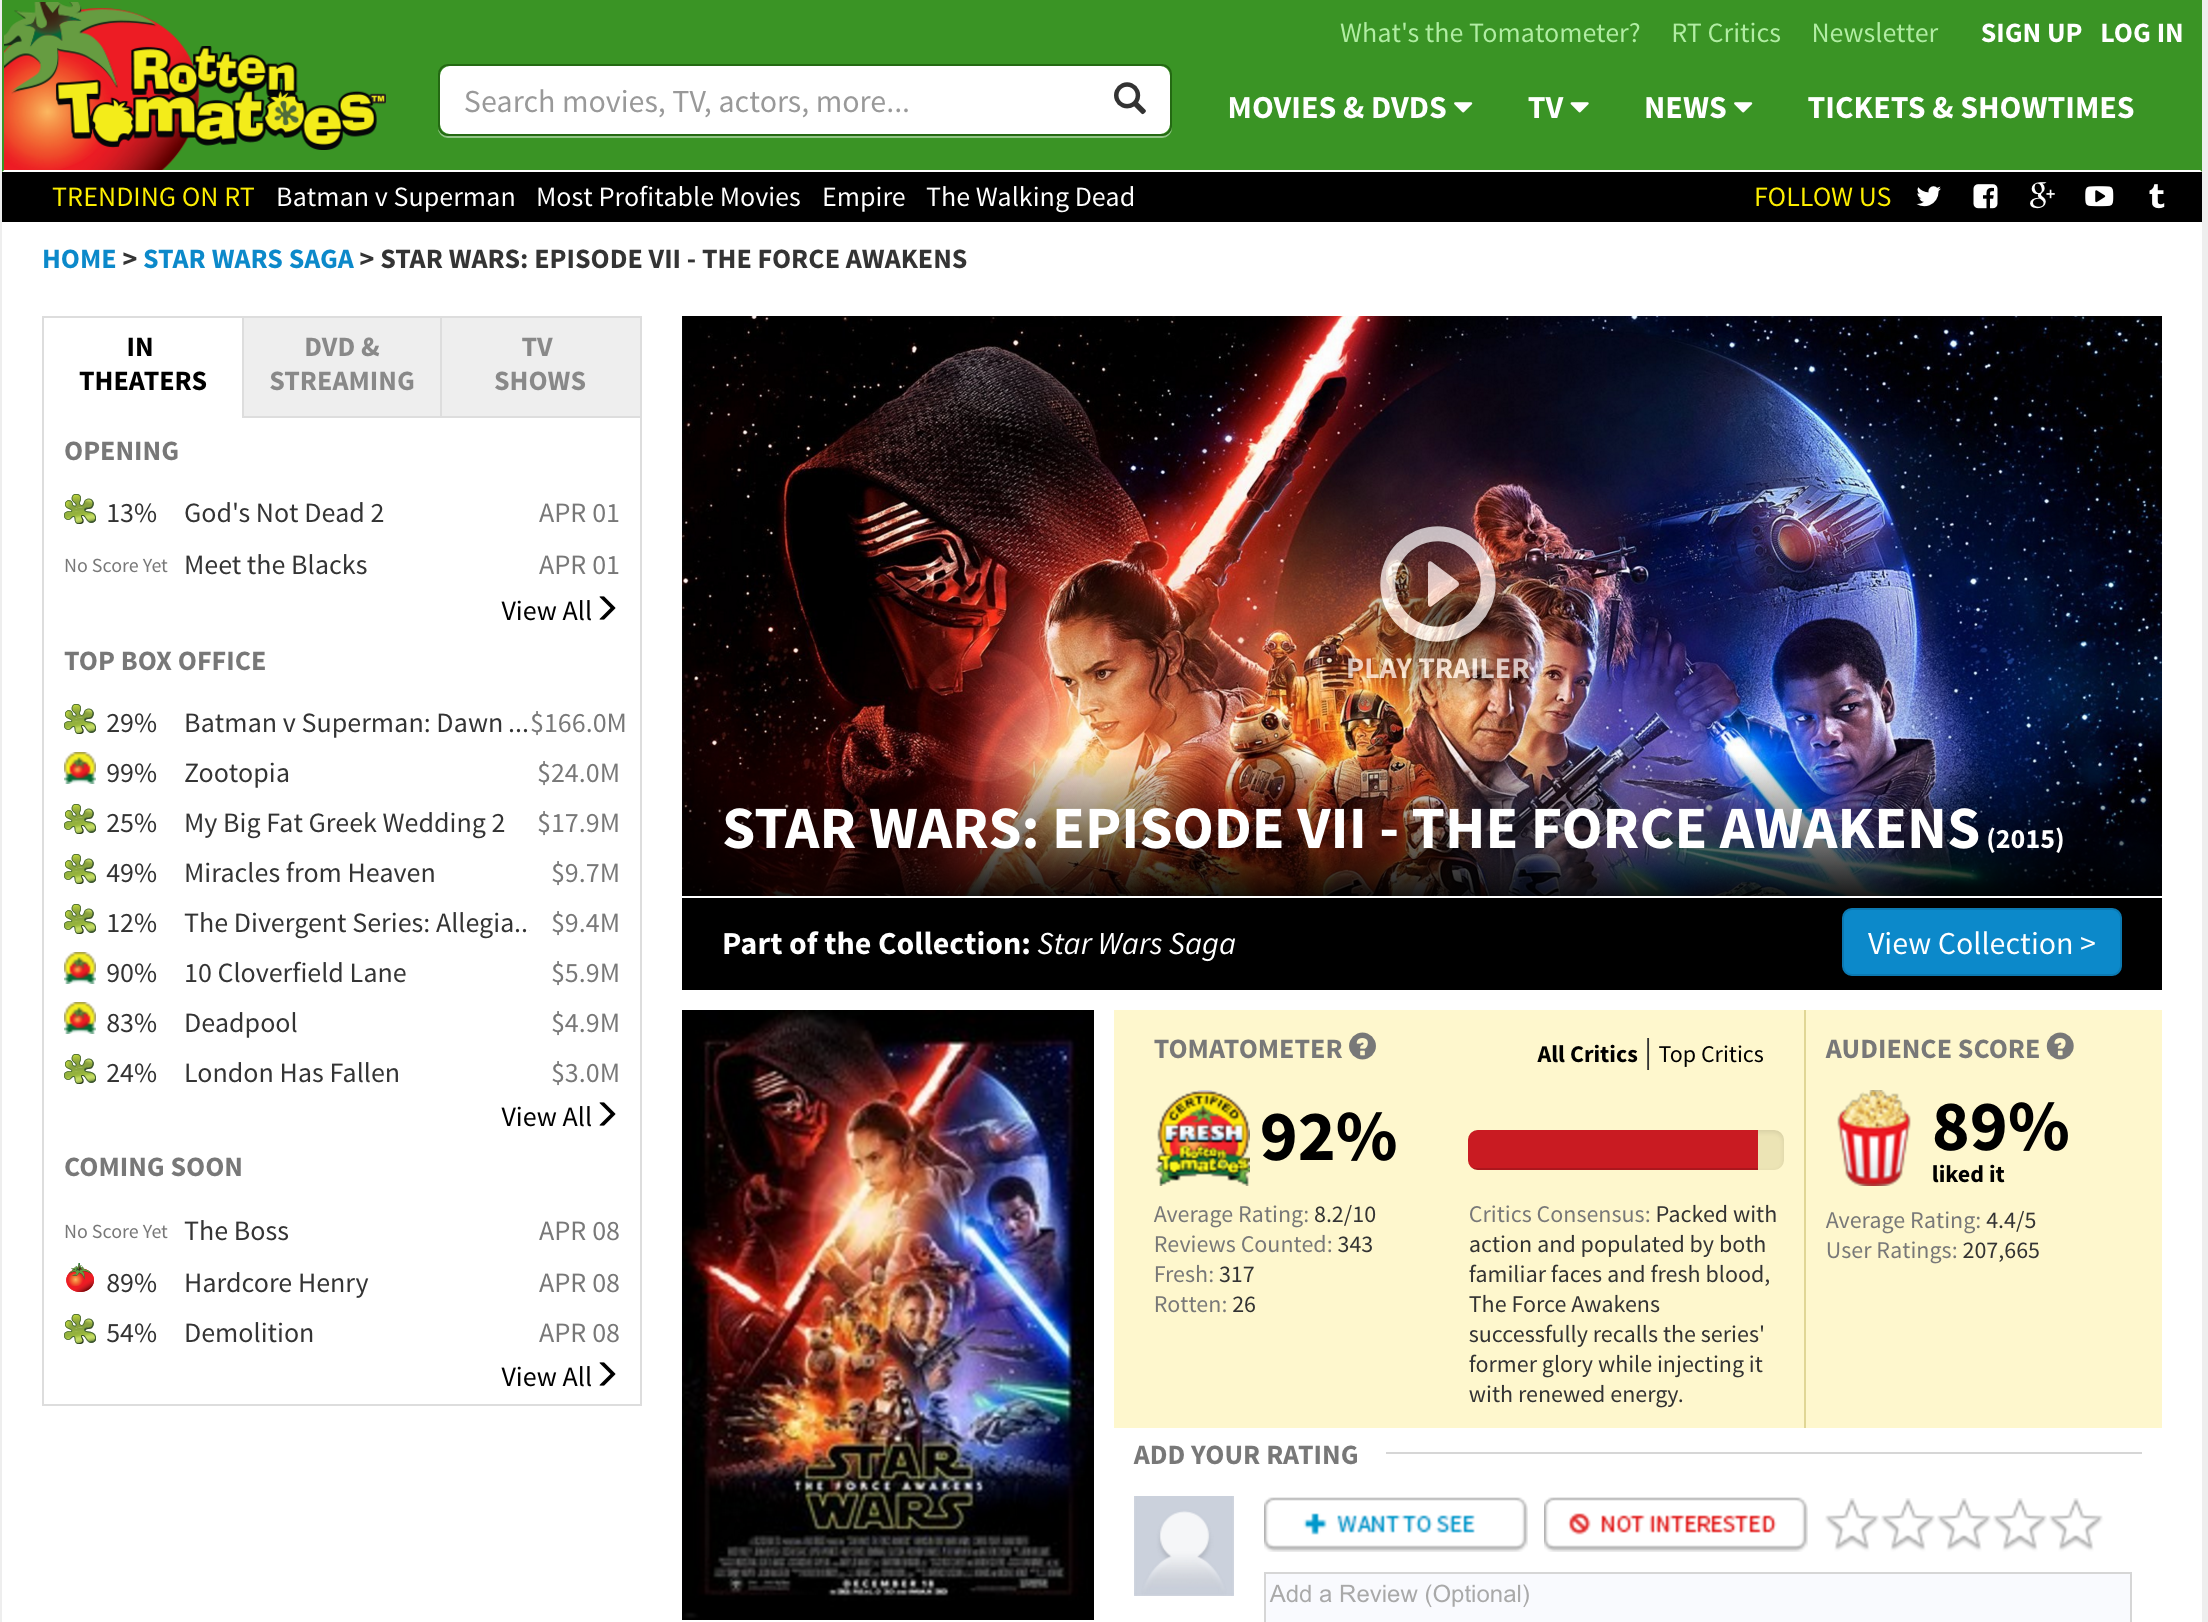 Rotten
Tomatoes™
Search movies, TV, actors, more...
What's the Tomatometer? RT Critics Newsletter SIGN UP LOG IN
MOVIES & DVDS TV NEWS TICKETS & SHOWTIMES
TRENDING ON RT Batman v Superman Most Profitable Movies Empire The Walking Dead
FOLLOW US
HOME > STAR WARS SAGA > STAR WARS: EPISODE VII - THE FORCE AWAKENS
IN
THEATERS
DVD &
STREAMING
TV
SHOWS
OPENING
13% God's Not Dead 2 APR 01
No Score Yet Meet the Blacks APR 01
View All
TOP BOX OFFICE
29% Batman v Superman: Dawn ... $166.0M
99% Zootopia $24.0M
25% My Big Fat Greek Wedding 2 $17.9M
49% Miracles from Heaven $9.7M
12% The Divergent Series: Allegia.. $9.4M
90% 10 Cloverfield Lane $5.9M
83% Deadpool $4.9M
24% London Has Fallen $3.0M
View All
COMING SOON
No Score Yet The Boss APR 08
89% Hardcore Henry APR 08
54% Demolition APR 08
View All
PLAY TRAILER
STAR WARS: EPISODE VII - THE FORCE AWAKENS (2015)
Part of the Collection: Star Wars Saga
View Collection >
STAR
THE FORCE AWAKENS
WARS
DECEMBER 18
TOMATOMETER
All Critics | Top Critics
CERTIFIED
FRESH
Rotten
Tomatoes
92%
Average Rating: 8.2/10
Reviews Counted: 343
Fresh: 317
Rotten: 26
Critics Consensus: Packed with
action and populated by both
familiar faces and fresh blood,
The Force Awakens
successfully recalls the series'
former glory while injecting it
with renewed energy.
AUDIENCE SCORE
89%
liked it
Average Rating: 4.4/5
User Ratings: 207,665
ADD YOUR RATING
WANT TO SEE
NOT INTERESTED
Add a Review (Optional)